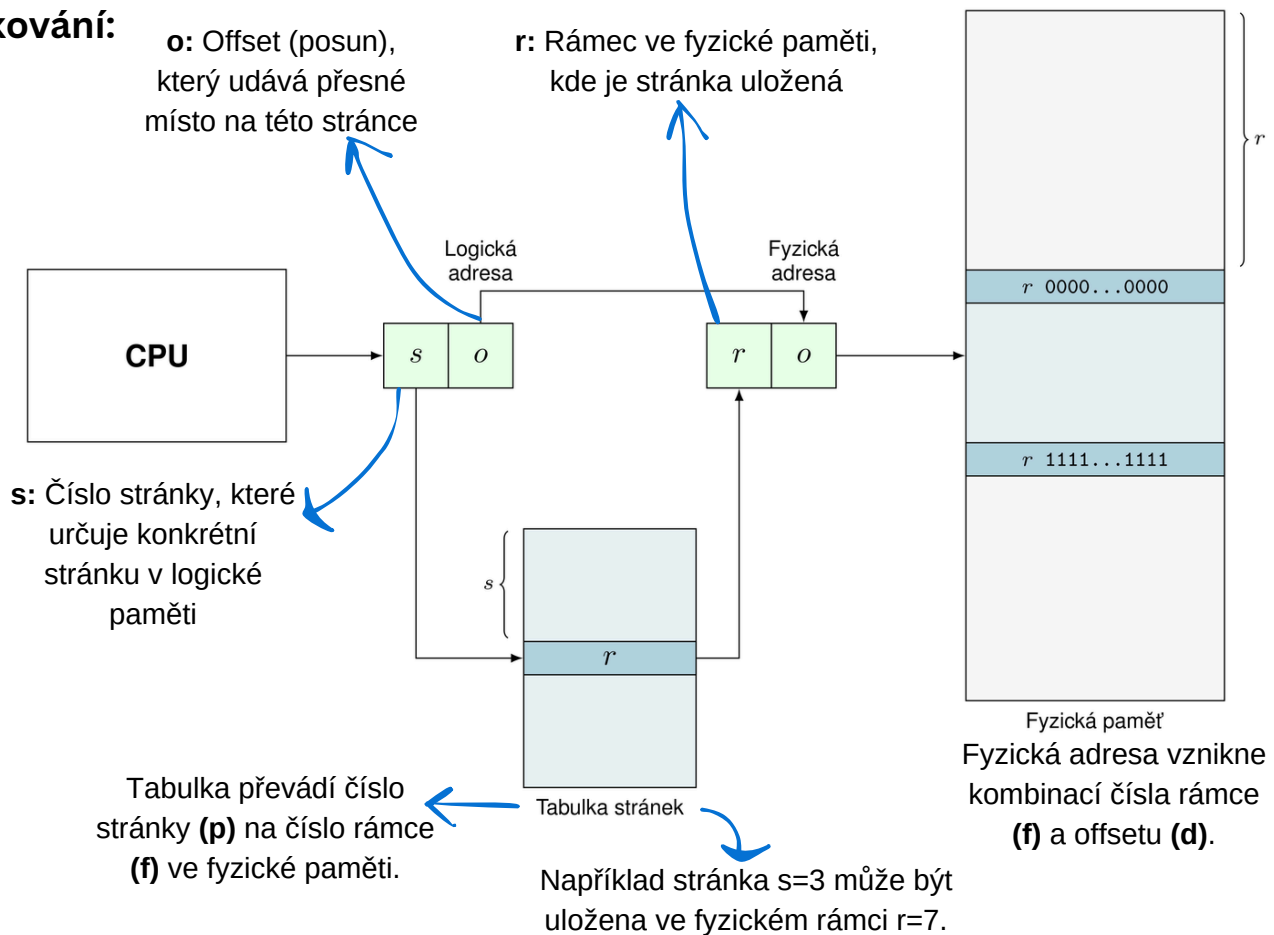 kování:
o: Offset (posun),
který udává přesné
místo na této stránce
r: Rámec ve fyzické paměti,
kde je stránka uložená
r
Logická
adresa
Fyzická
adresa
CPU
s
o
r
o
r 0000...0000
r 1111...1111
s: Číslo stránky, které
určuje konkrétní
stránku v logické
paměti
s
r
Tabulka stránek
Fyzická paměť
Fyzická adresa vznikne
kombinací čísla rámce
(f) a offsetu (d).
Tabulka převádí číslo
stránky (p) na číslo rámce
(f) ve fyzické paměti.
Například stránka s=3 může být
uložena ve fyzickém rámci r=7.